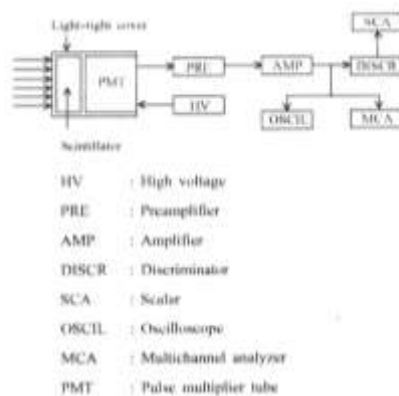 Light-tight cover
SCA
PMT
PRE
AMP
DISCR
HV
OSCIL
MCA
Scintillator
HV : High voltage
PRE : Preamplifier
AMP : Amplifier
DISCR : Discriminator
SCA : Scaler
OSCIL : Oscilloscope
MCA : Multichannel analyzer
PMT : Pulse multiplier tube